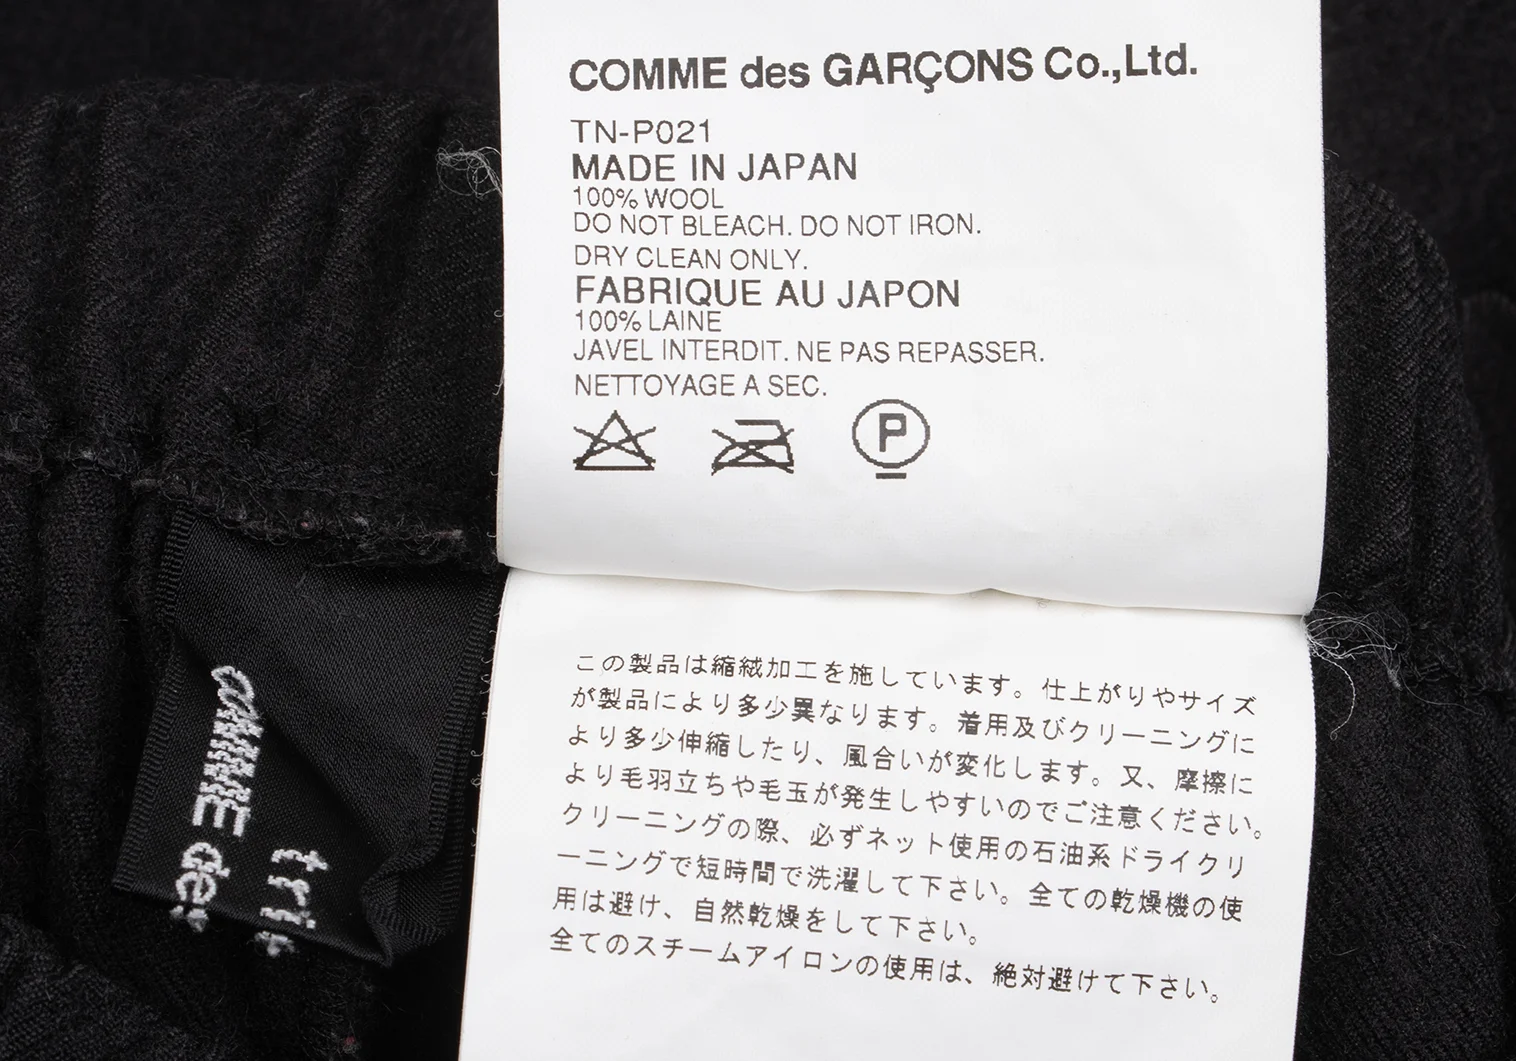 COMME des GARÇONS Co.,Ltd.
TN-P021
MADE IN JAPAN
100% WOOL
DO NOT BLEACH. DO NOT IRON.
DRY CLEAN ONLY.
FABRIQUE AU JAPON
100% LAINE
JAVEL INTERDIT. NE PAS REPASSER.
NETTOYAGE A SEC.
P
この製品は縮絨加工を施しています。仕上がりやサイズ
が製品により多少異なります。着用及びクリーニングに
より多少伸縮したり、風合いが変化します。又、摩擦に
より毛羽立ちや毛玉が発生しやすいのでご注意ください。
クリーニングの際、必ずネット使用の石油系ドライクリ
ーニングで短時間で洗濯して下さい。全ての乾燥機の使
用は避け、自然乾燥をして下さい。
全てのスチームアイロンの使用は、絶対避けて下さい。
tri
COMME de